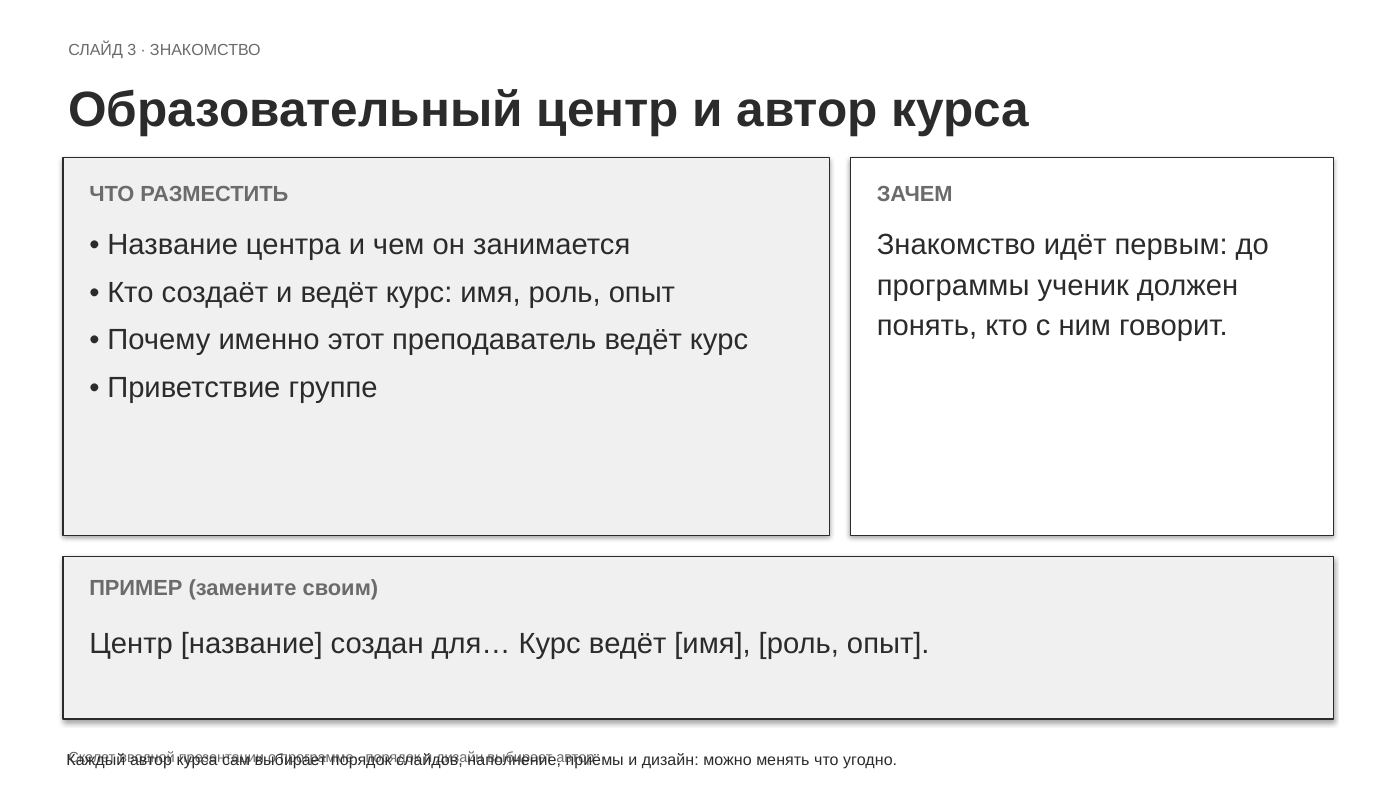 СЛАЙД 3 · ЗНАКОМСТВО
Образовательный центр и автор курса
ЧТО РАЗМЕСТИТЬ
• Название центра и чем он занимается
• Кто создаёт и ведёт курс: имя, роль, опыт
• Почему именно этот преподаватель ведёт курс
• Приветствие группе
ЗАЧЕМ
Знакомство идёт первым: до
программы ученик должен
понять, кто с ним говорит.
ПРИМЕР (замените своим)
Центр [название] создан для… Курс ведёт [имя], [роль, опыт].
Каждый автор курса сам выбирает порядок слайдов, наполнение, приёмы и дизайн: можно менять что угодно.